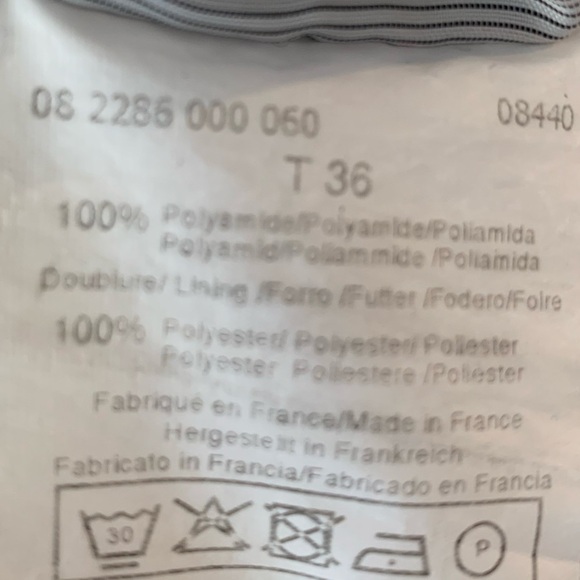 08 2286 000 060 08440
T 36
100% Polyamide/Polyamide/Poliamida
Polyamid/Poliammide /Poliamida
Doublure/ Lining /Forro /Futter /Fodero/Foire
100% Polyester/ Polyester/ Poliester
Polyester Poliestere /Poliéster
Fabriqué en France/Made in France
Hergestellt in Frankreich
Fabricato in Francia/Fabricado en Francia
30 P